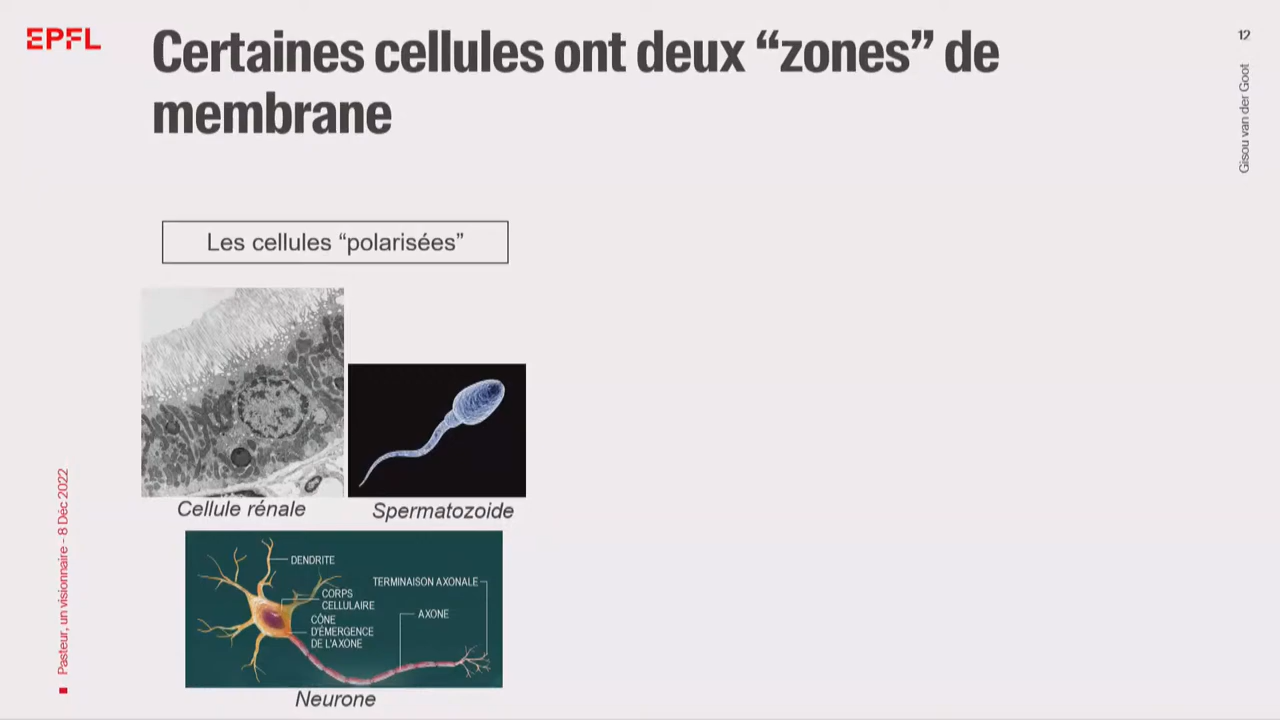 EPFL
Certaines cellules ont deux “zones” de
membrane
12
Gisou van der Goot
Les cellules “polarisées”
Cellule rénale
Spermatozoide
DENDRITE
TERMINAISON AXONALE
CORPS
CELLULAIRE
AXONE
CÔNE
D'ÉMERGENCE
DE L'AXONE
Neurone
Pasteur, un visionnaire - 8 Déc 2022